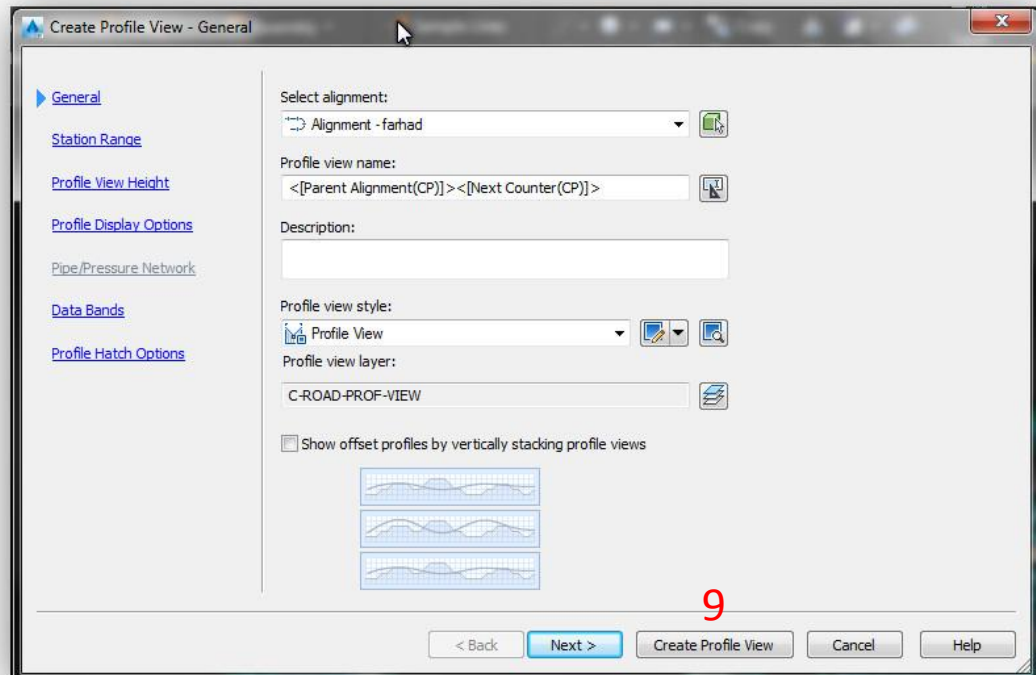 Create Profile View - General
General
Station Range
Profile View Height
Profile Display Options
Pipe/Pressure Network
Data Bands
Profile Hatch Options
Select alignment:
Alignment - farhad
Profile view name:
<[Parent Alignment(CP)]><[Next Counter(CP)]>
Description:
Profile view style:
Profile View
Profile view layer:
C-ROAD-PROF-VIEW
Show offset profiles by vertically stacking profile views
9
< Back
Next >
Create Profile View
Cancel
Help